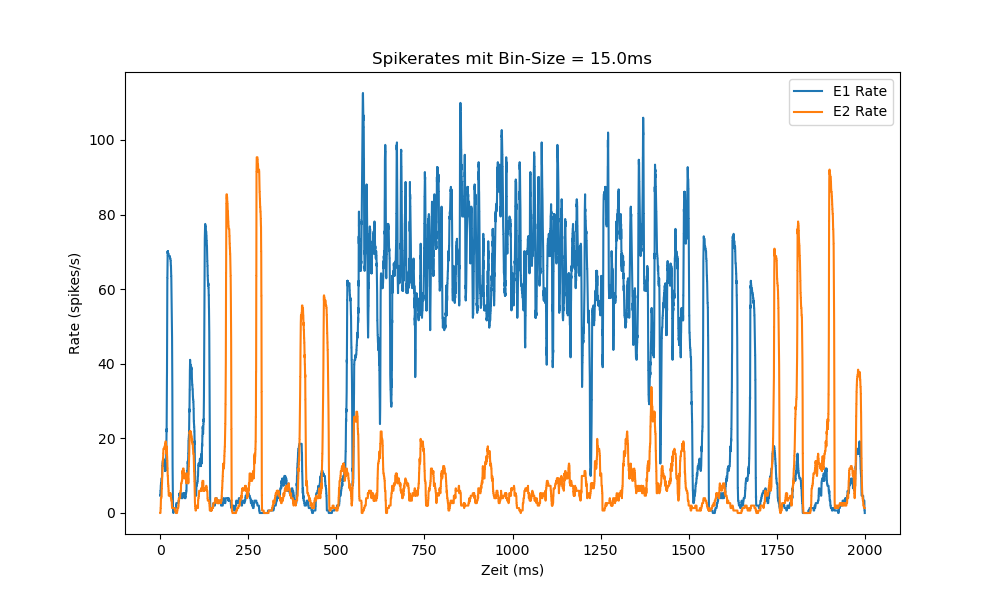 Spikerates mit Bin-Size = 15.0ms
E1 Rate
E2 Rate
100
80
60
40
20
0
Rate (spikes/s)
0 250 500 750 1000 1250 1500 1750 2000
Zeit (ms)